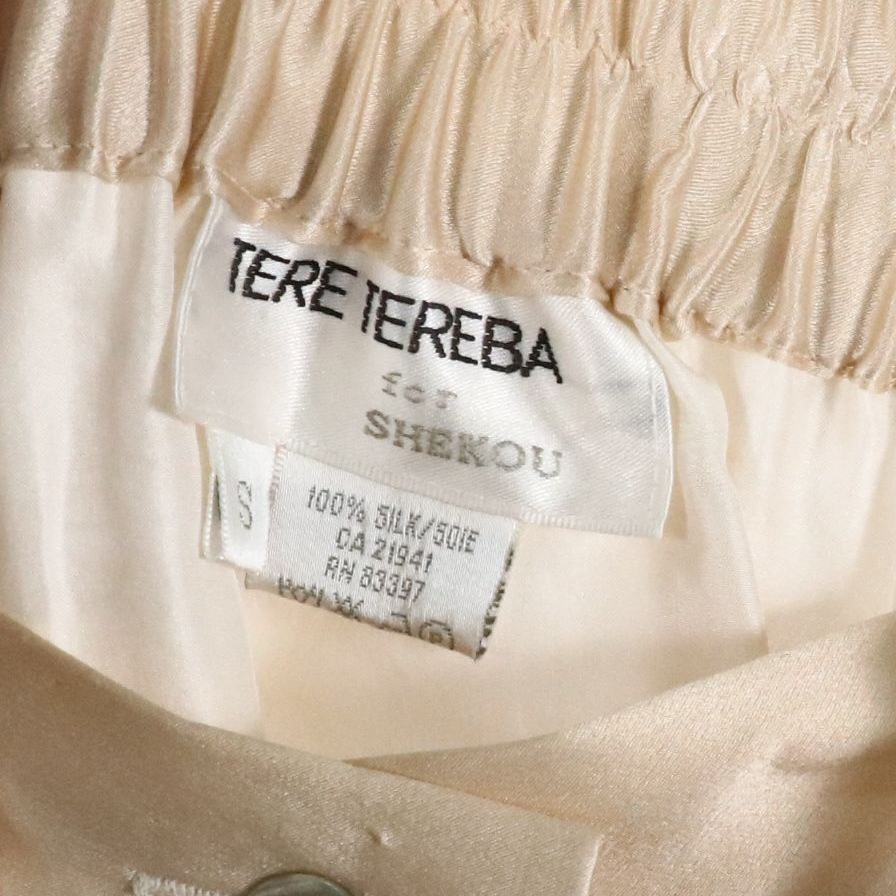 TERE TEREBA
for
SHEKOU
S
100% SILK/SOIE
CA 21941
RN 83397